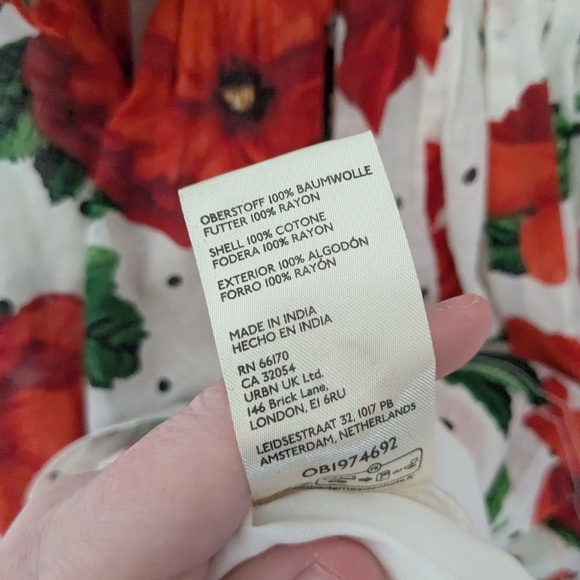 OBERSTOFF 100% BAUMWOLLE
FUTTER 100% RAYON
SHELL 100% COTONE
FODERA 100% RAYON
EXTERIOR 100% ALGODÓN
FORRO 100% RAYÓN
MADE IN INDIA
HECHO EN INDIA
RN 66170
CA 32054
URBN UK Ltd.
146 Brick Lane,
LONDON, E1 6RU
LEIDSESTRAAT 32, 1017 PB
AMSTERDAM, NETHERLANDS
OB1974692
FR